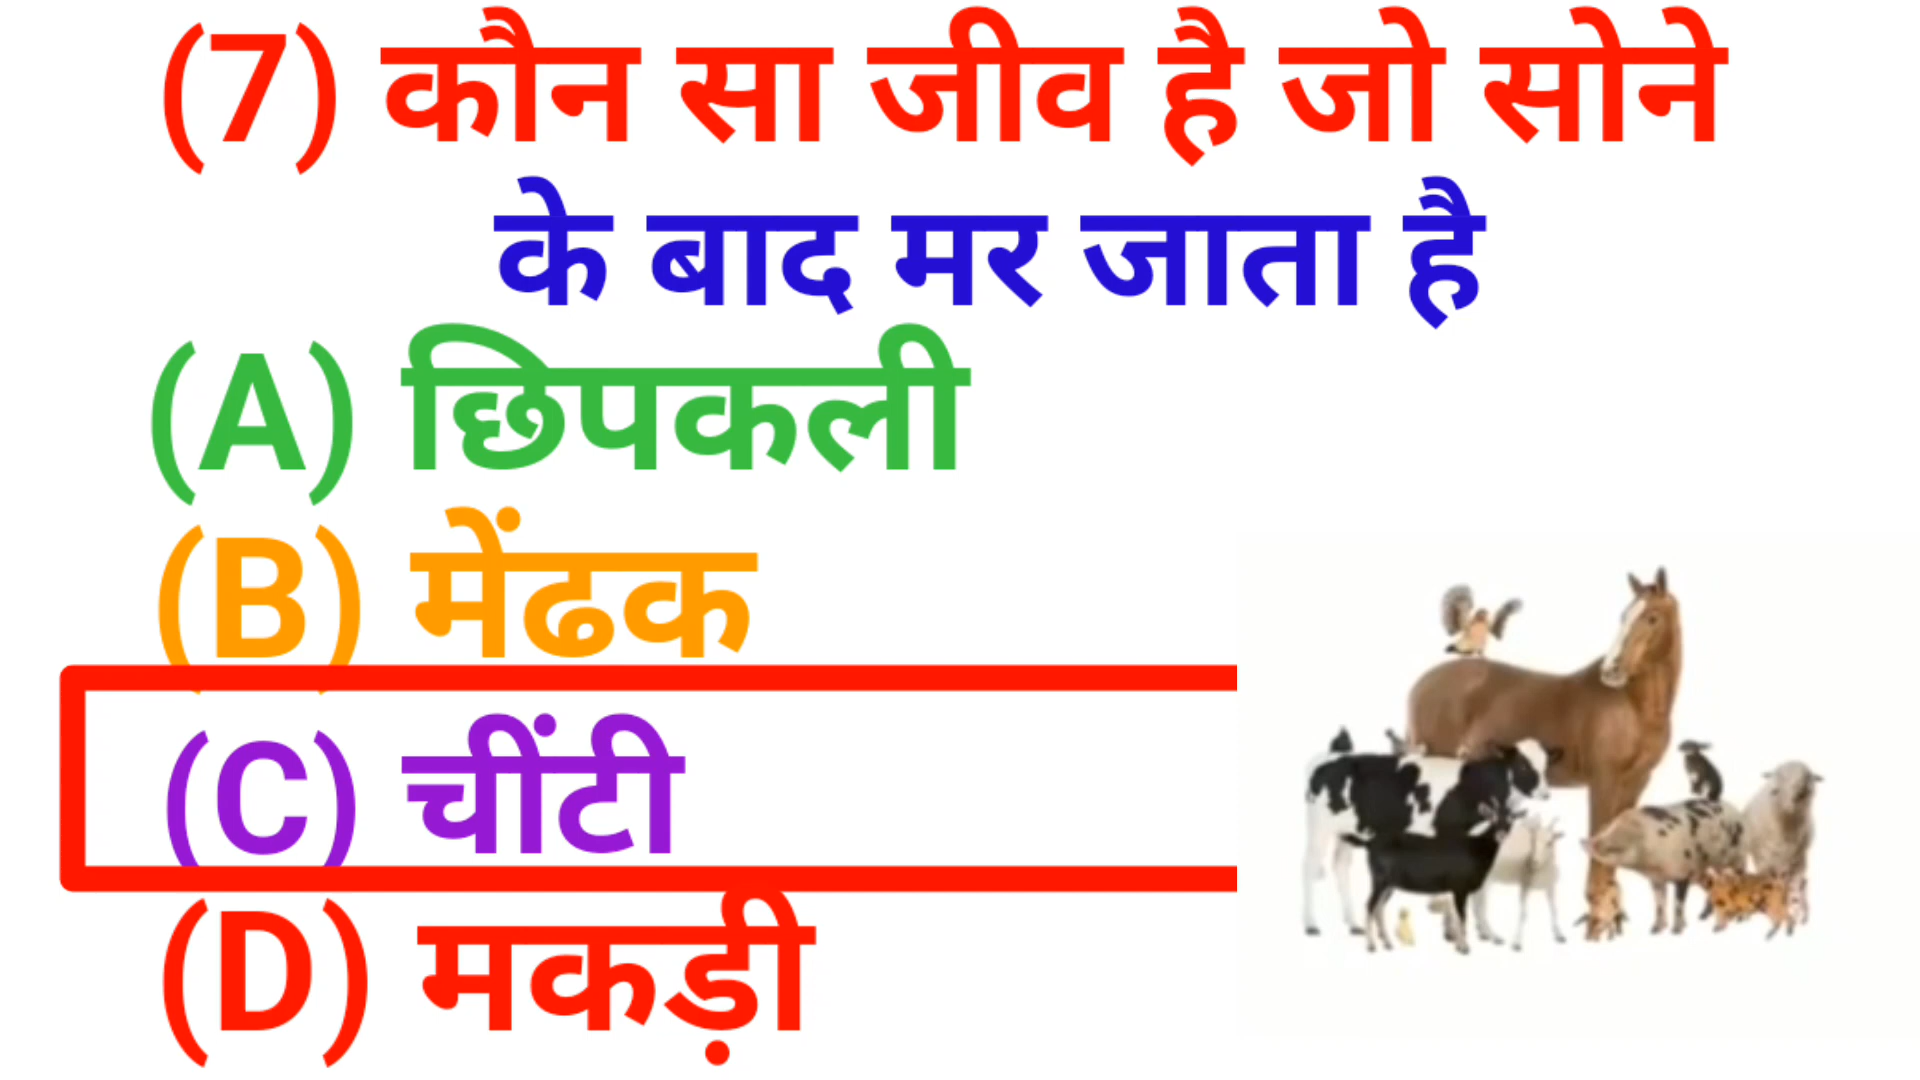 (7) कौन सा जीव है जो सोने
के बाद मर जाता है
(A) छिपकली
(B) मेंढक
(C) चींटी
(D) मकड़ी